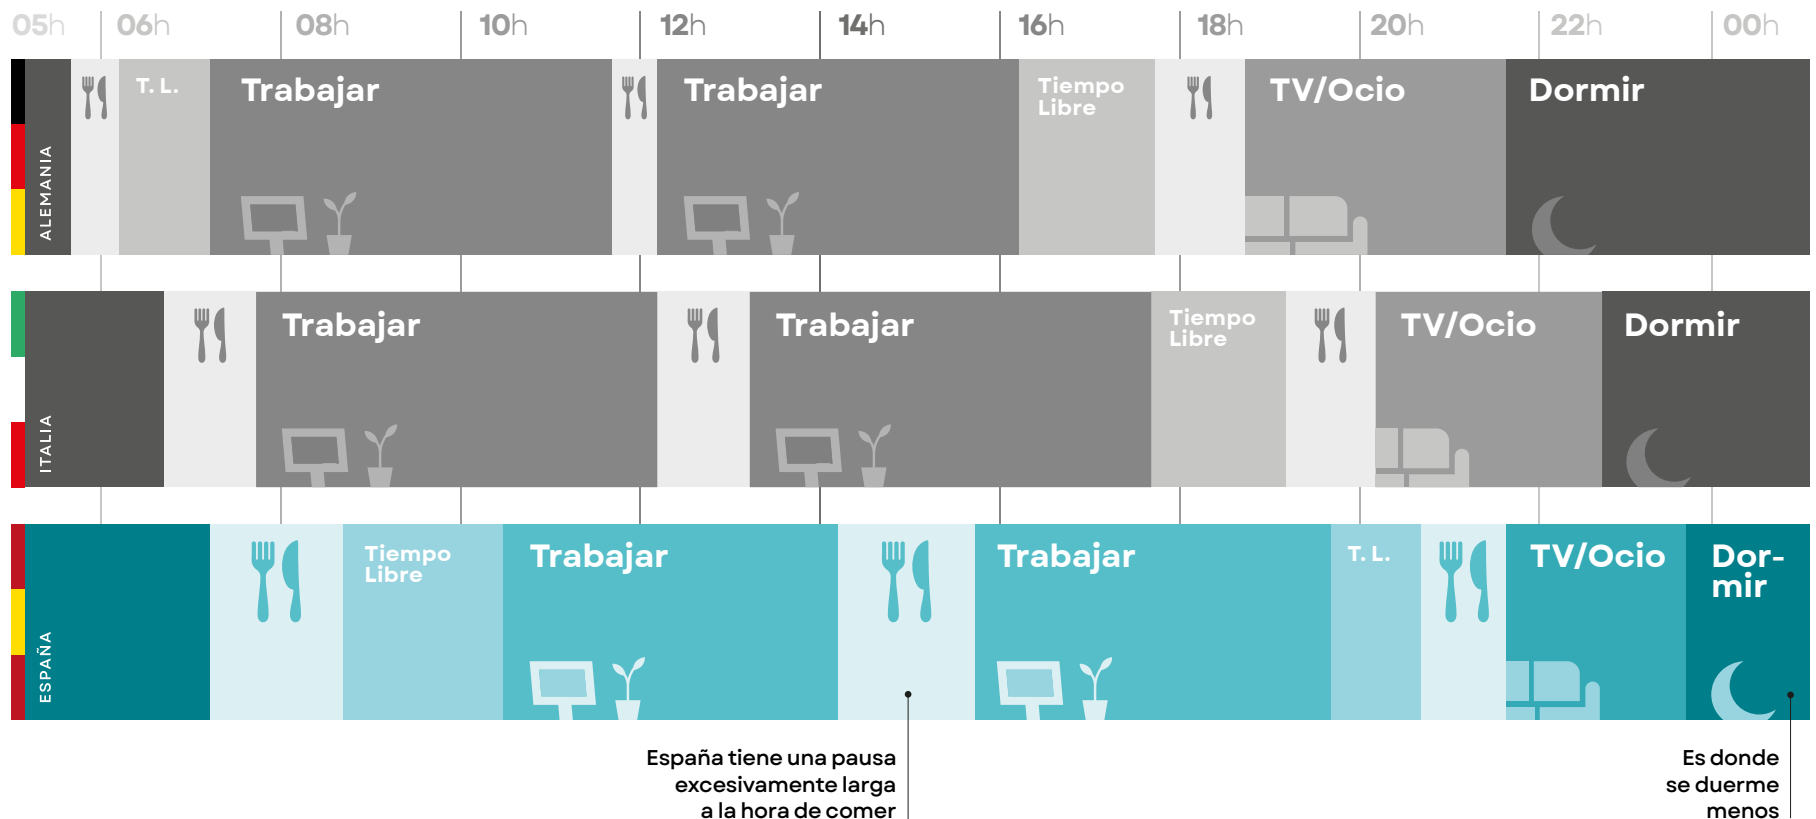 05h 06h 08h 10h 12h 14h 16h 18h 20h 22h 00h
ALEMANIA
T. L.
Trabajar
Trabajar
Tiempo
Libre
TV/Ocio
Dormir
ITALIA
Trabajar
Trabajar
Tiempo
Libre
TV/Ocio
Dormir
ESPAÑA
Tiempo
Libre
Trabajar
Trabajar
T. L.
TV/Ocio
Dor-
mir
España tiene una pausa
excesivamente larga
a la hora de comer
Es donde
se duerme
menos